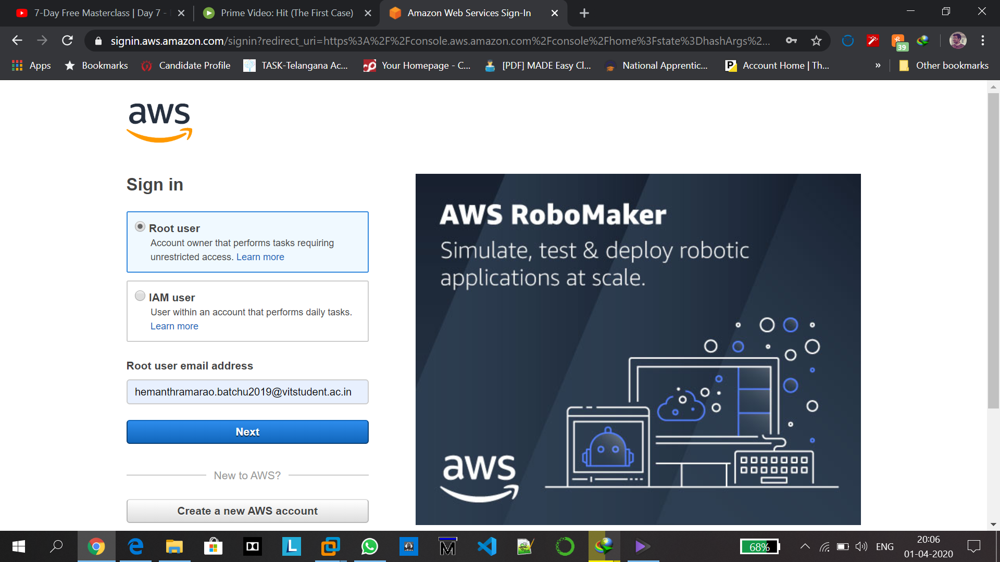 7-Day Free Masterclass | Day 7 -
Prime Video: Hit (The First Case)
Amazon Web Services Sign-In
signin.aws.amazon.com/signin?redirect_uri=https%3A%2F%2Fconsole.aws.amazon.com%2Fconsole%2Fhome%3Fstate%3DhashArgs%2...
39
Apps
Bookmarks
Candidate Profile
TASK-Telangana Ac...
Your Homepage - C...
[PDF] MADE Easy Cl...
National Apprentic...
Account Home | Th...
»
Other bookmarks
aws
Sign in
Root user
Account owner that performs tasks requiring
unrestricted access. Learn more
IAM user
User within an account that performs daily tasks.
Learn more
Root user email address
hemanthramarao.batchu2019@vitstudent.ac.in
Next
New to AWS?
Create a new AWS account
AWS RoboMaker
Simulate, test & deploy robotic
applications at scale.
aws
68%
ENG
20:06
01-04-2020